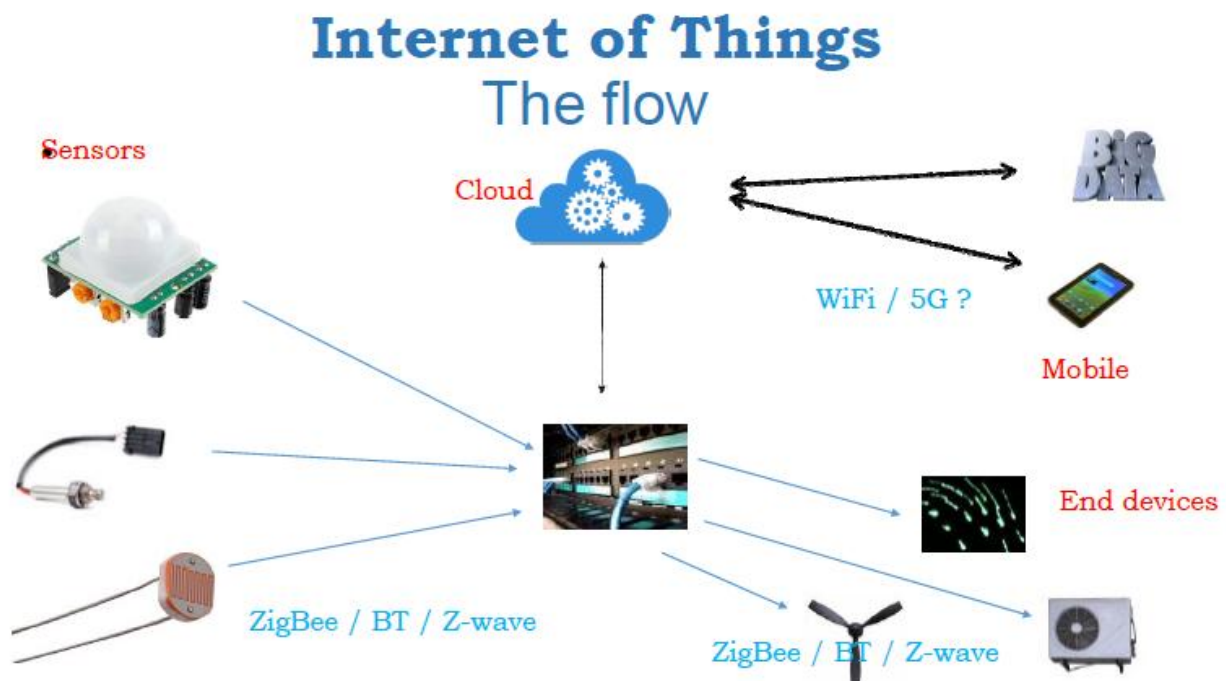 Internet of Things
The flow
Sensors
Cloud
BIG
DATA
WiFi / 5G ?
Mobile
End devices
ZigBee / BT / Z-wave
ZigBee / BT / Z-wave